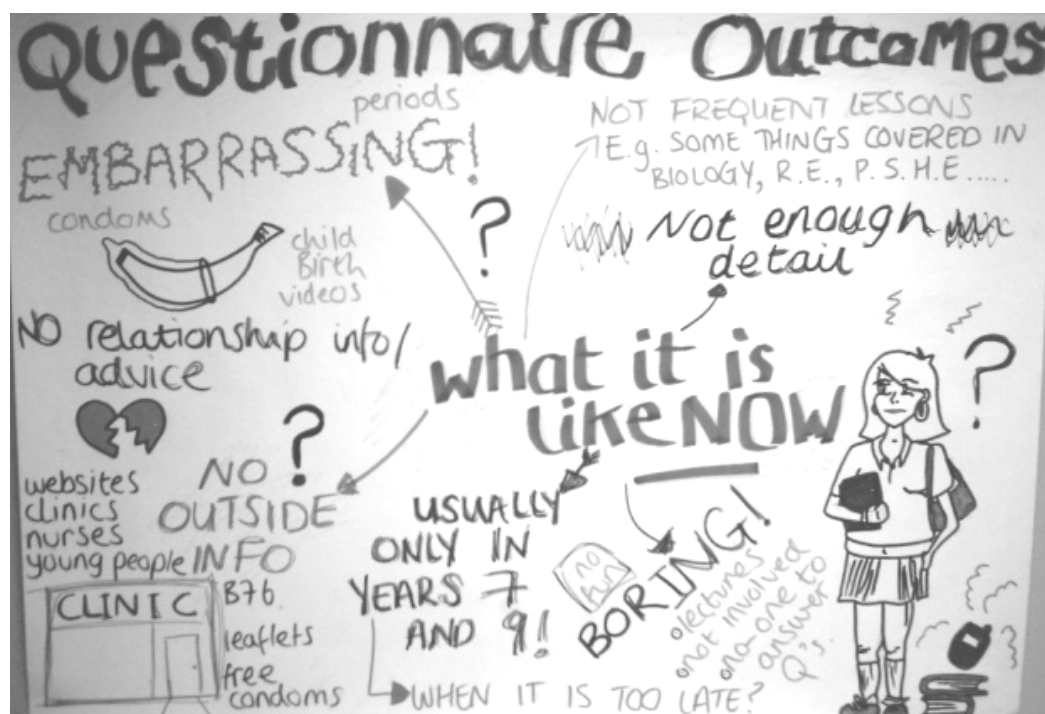 Questionnaire Outcomes
periods
EMBARRASSING!
condoms
child
Birth
videos
NOT FREQUENT LESSONS
E.g. SOME THINGS COVERED IN
BIOLOGY, R.E., P.S.H.E.....
?
Not enough
detail
NO relationship info/
advice
what it is
like NOW
?
?
websites
clinics
nurses
young people
NO
OUTSIDE
INFO
CLINIC
B76
leaflets
free
condoms
USUALLY
ONLY IN
YEARS 7
AND 9!
WHEN IT IS TOO LATE?
no
fun
BORING!
lectures
not involved
no-one to
answer
Q's.